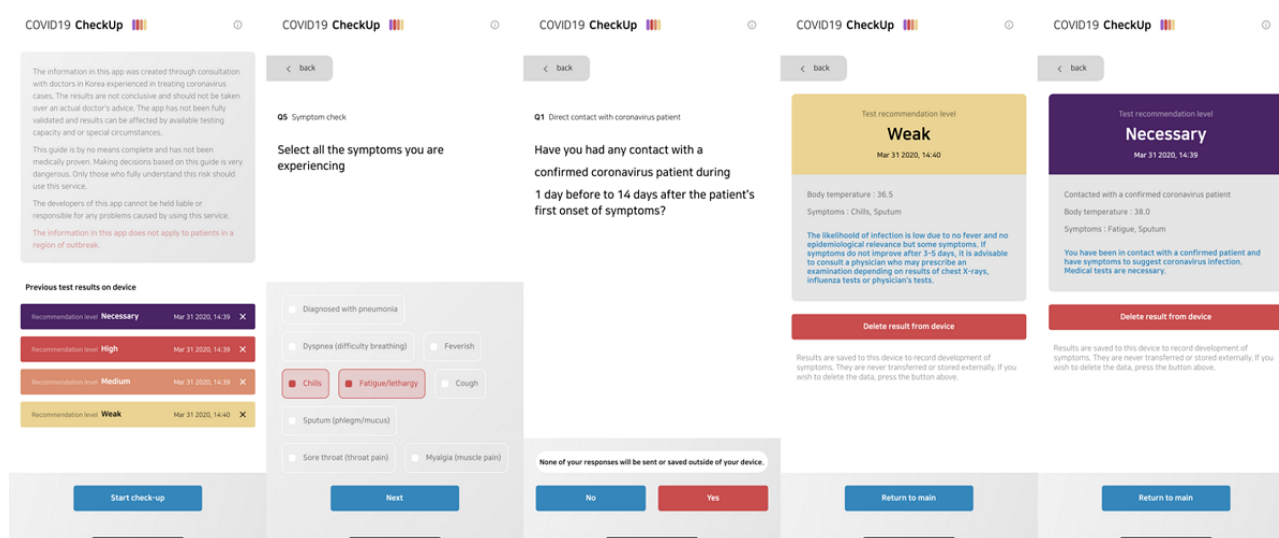 COVID19 CheckUp
The information in this app was created through consultation
with doctors in Korea experienced in treating coronavirus
cases. The results are not conclusive and should not be taken
over an actual doctor's advice. The app has not been fully
validated and results can be affected by available testing
capacity and or special circumstances.
This guide is by no means complete and has not been
medically proven. Making decisions based on this guide is very
dangerous. Only those who fully understand this risk should
use this service.
The developers of this app cannot be held liable or
responsible for any problems caused by using this service.
The information in this app does not apply to patients in a
region of outbreak.
Previous test results on device
Recommendation level Necessary Mar 31 2020, 14:39 ×
Recommendation level High Mar 31 2020, 14:39 ×
Recommendation level Medium Mar 31 2020, 14:39 ×
Recommendation level Weak Mar 31 2020, 14:40 ×
Start check-up
COVID19 CheckUp
< back
Q5 Symptom check
Select all the symptoms you are
experiencing
Diagnosed with pneumonia
Dyspnea (difficulty breathing) Feverish
Chills Fatigue/lethargy Cough
Sputum (phlegm/mucus)
Sore throat (throat pain) Myalgia (muscle pain)
Next
COVID19 CheckUp
< back
Q1 Direct contact with coronavirus patient
Have you had any contact with a
confirmed coronavirus patient during
1 day before to 14 days after the patient's
first onset of symptoms?
None of your responses will be sent or saved outside of your device.
No Yes
COVID19 CheckUp
< back
Test recommendation level
Weak
Mar 31 2020, 14:40
Body temperature : 36.5
Symptoms : Chills, Sputum
The likelihoold of infection is low due to no fever and no
epidemiological relevance but some symptoms. If
symptoms do not improve after 3-5 days, it is advisable
to consult a physician who may prescribe an
examination depending on results of chest X-rays,
influenza tests or physician's tests.
Delete result from device
Results are saved to this device to record development of
symptoms. They are never transferred or stored externally. If you
wish to delete the data, press the button above.
Return to main
COVID19 CheckUp
< back
Test recommendation level
Necessary
Mar 31 2020, 14:39
Contacted with a confirmed coronavirus patient
Body temperature : 38.0
Symptoms : Fatigue, Sputum
You have been in contact with a confirmed patient and
have symptoms to suggest coronavirus infection.
Medical tests are necessary.
Delete result from device
Results are saved to this device to record development of
symptoms. They are never transferred or stored externally. If you
wish to delete the data, press the button above.
Return to main